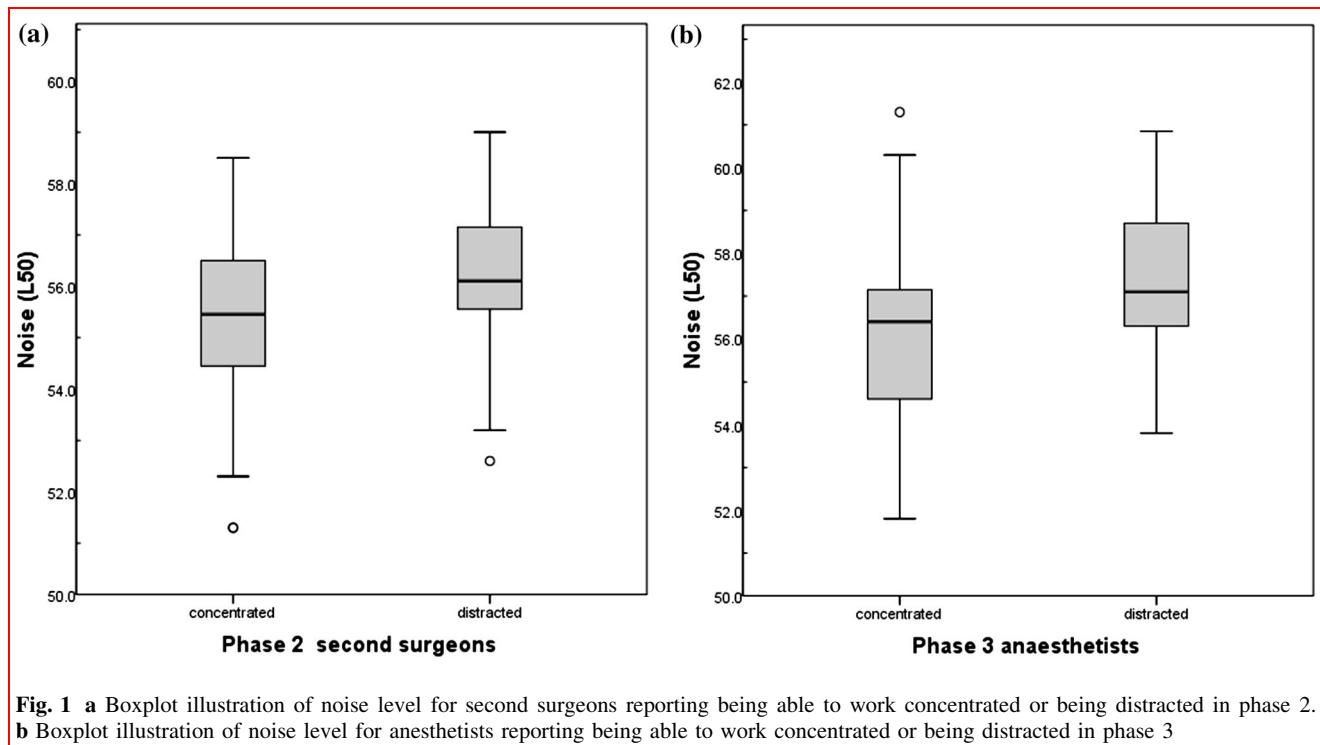 (a)
60.0
58.0
56.0
54.0
52.0
50.0
Noise (L50)
concentrated distracted
Phase 2 second surgeons
(b)
62.0
60.0
58.0
56.0
54.0
52.0
50.0
Noise (L50)
concentrated distracted
Phase 3 anaesthetists
Fig. 1 a Boxplot illustration of noise level for second surgeons reporting being able to work concentrated or being distracted in phase 2.
b Boxplot illustration of noise level for anesthetists reporting being able to work concentrated or being distracted in phase 3